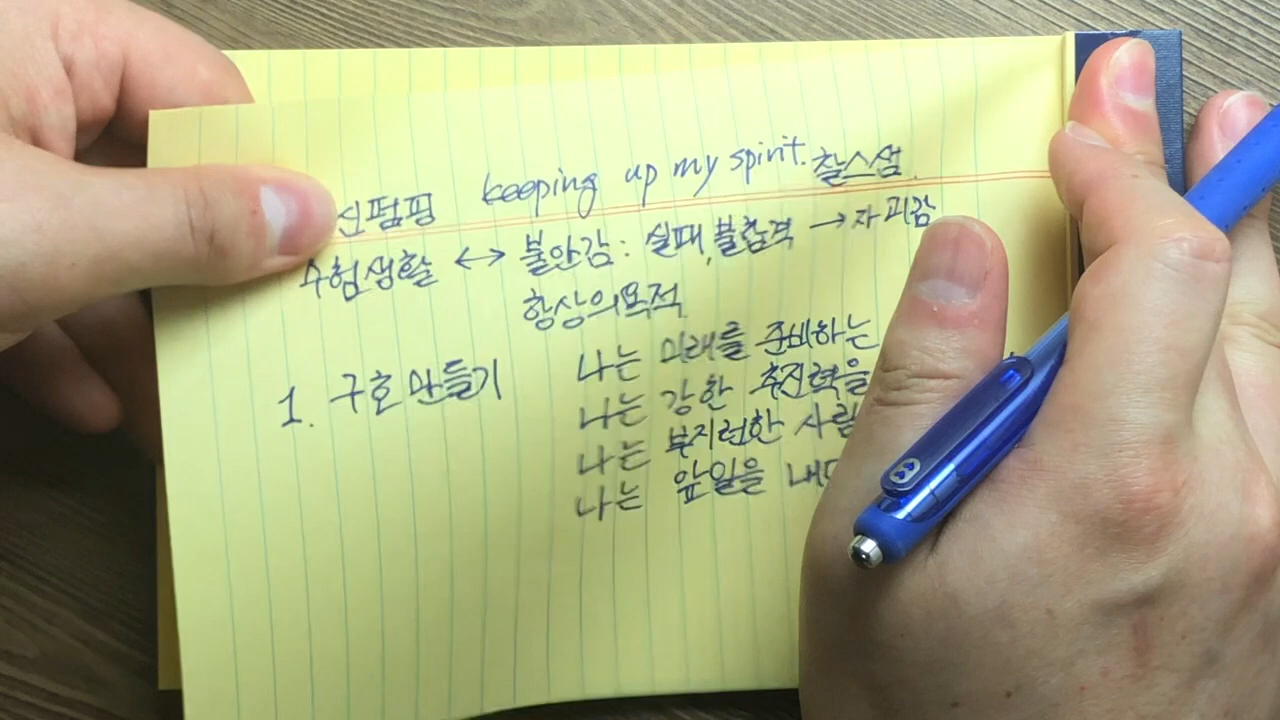 신펌핑 keeping up my spirit. 찰스샘.
수험생활 ↔ 불안감: 실패, 불합격 → 자괴감
항상의목적
1. 구호만들기 나는 미래를 준비하는
나는 강한 추진력을
나는 부지런한 사람
나는 앞일을